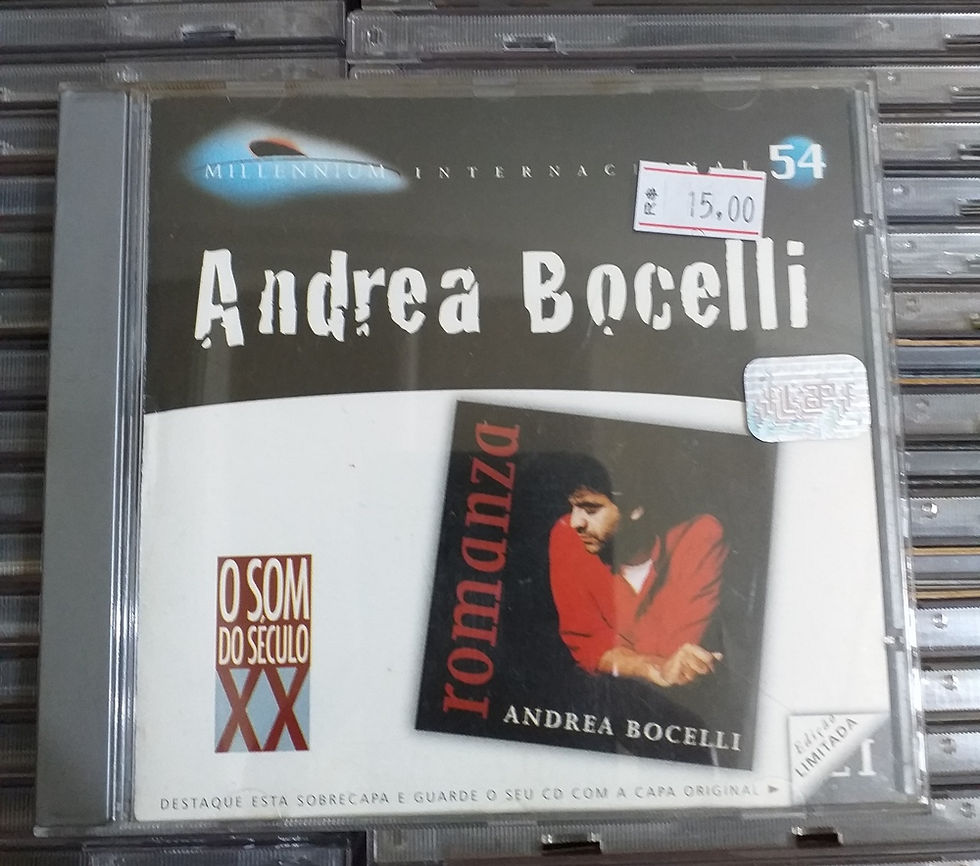 MILLENNIUM INTERNACIONAL 54
R$ 15.00
Andrea Bocelli
romanza
ANDREA BOCELLI
O SOM
DO SÉCULO
XX
Edição
LIMITADA
DESTAQUE ESTA SOBRECAPA E GUARDE O SEU CD COM A CAPA ORIGINAL